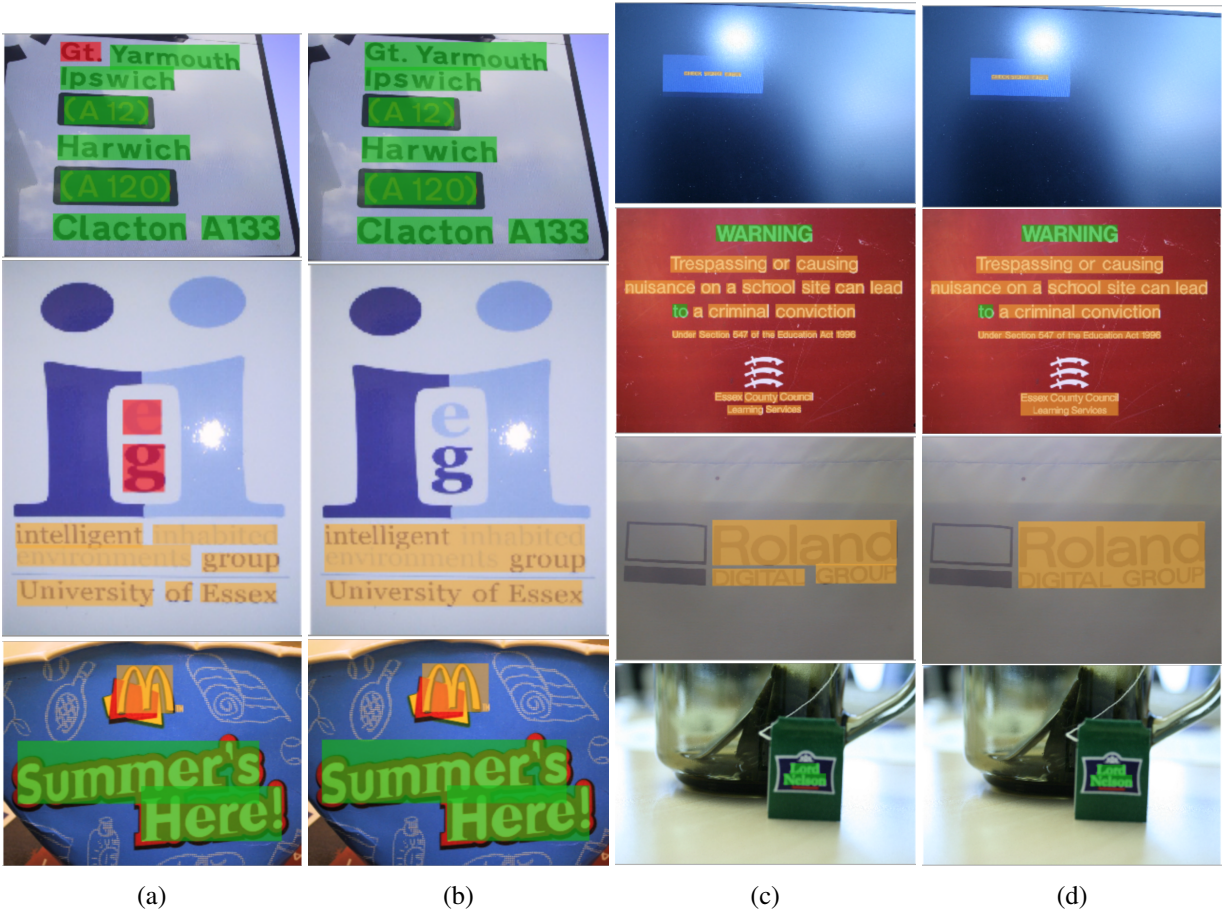 Gt. Yarmouth
Ipswich
(A 12)
Harwich
(A 120)
Clacton A133
e
g
intelligent inhabited
environments group
University of Essex
M
Summer's
Here!
(a)
Gt. Yarmouth
Ipswich
(A 12)
Harwich
(A 120)
Clacton A133
e
g
intelligent inhabited
environments group
University of Essex
M
Summer's
Here!
(b)
WARNING
Trespassing or causing
nuisance on a school site can lead
to a criminal conviction
Under Section 547 of the Education Act 1996
Essex County Council
Learning Services
Roland
DIGITAL GROUP
Lord
Nelson
(c)
WARNING
Trespassing or causing
nuisance on a school site can lead
to a criminal conviction
Under Section 547 of the Education Act 1996
Essex County Council
Learning Services
Roland
DIGITAL GROUP
Lord
Nelson
(d)